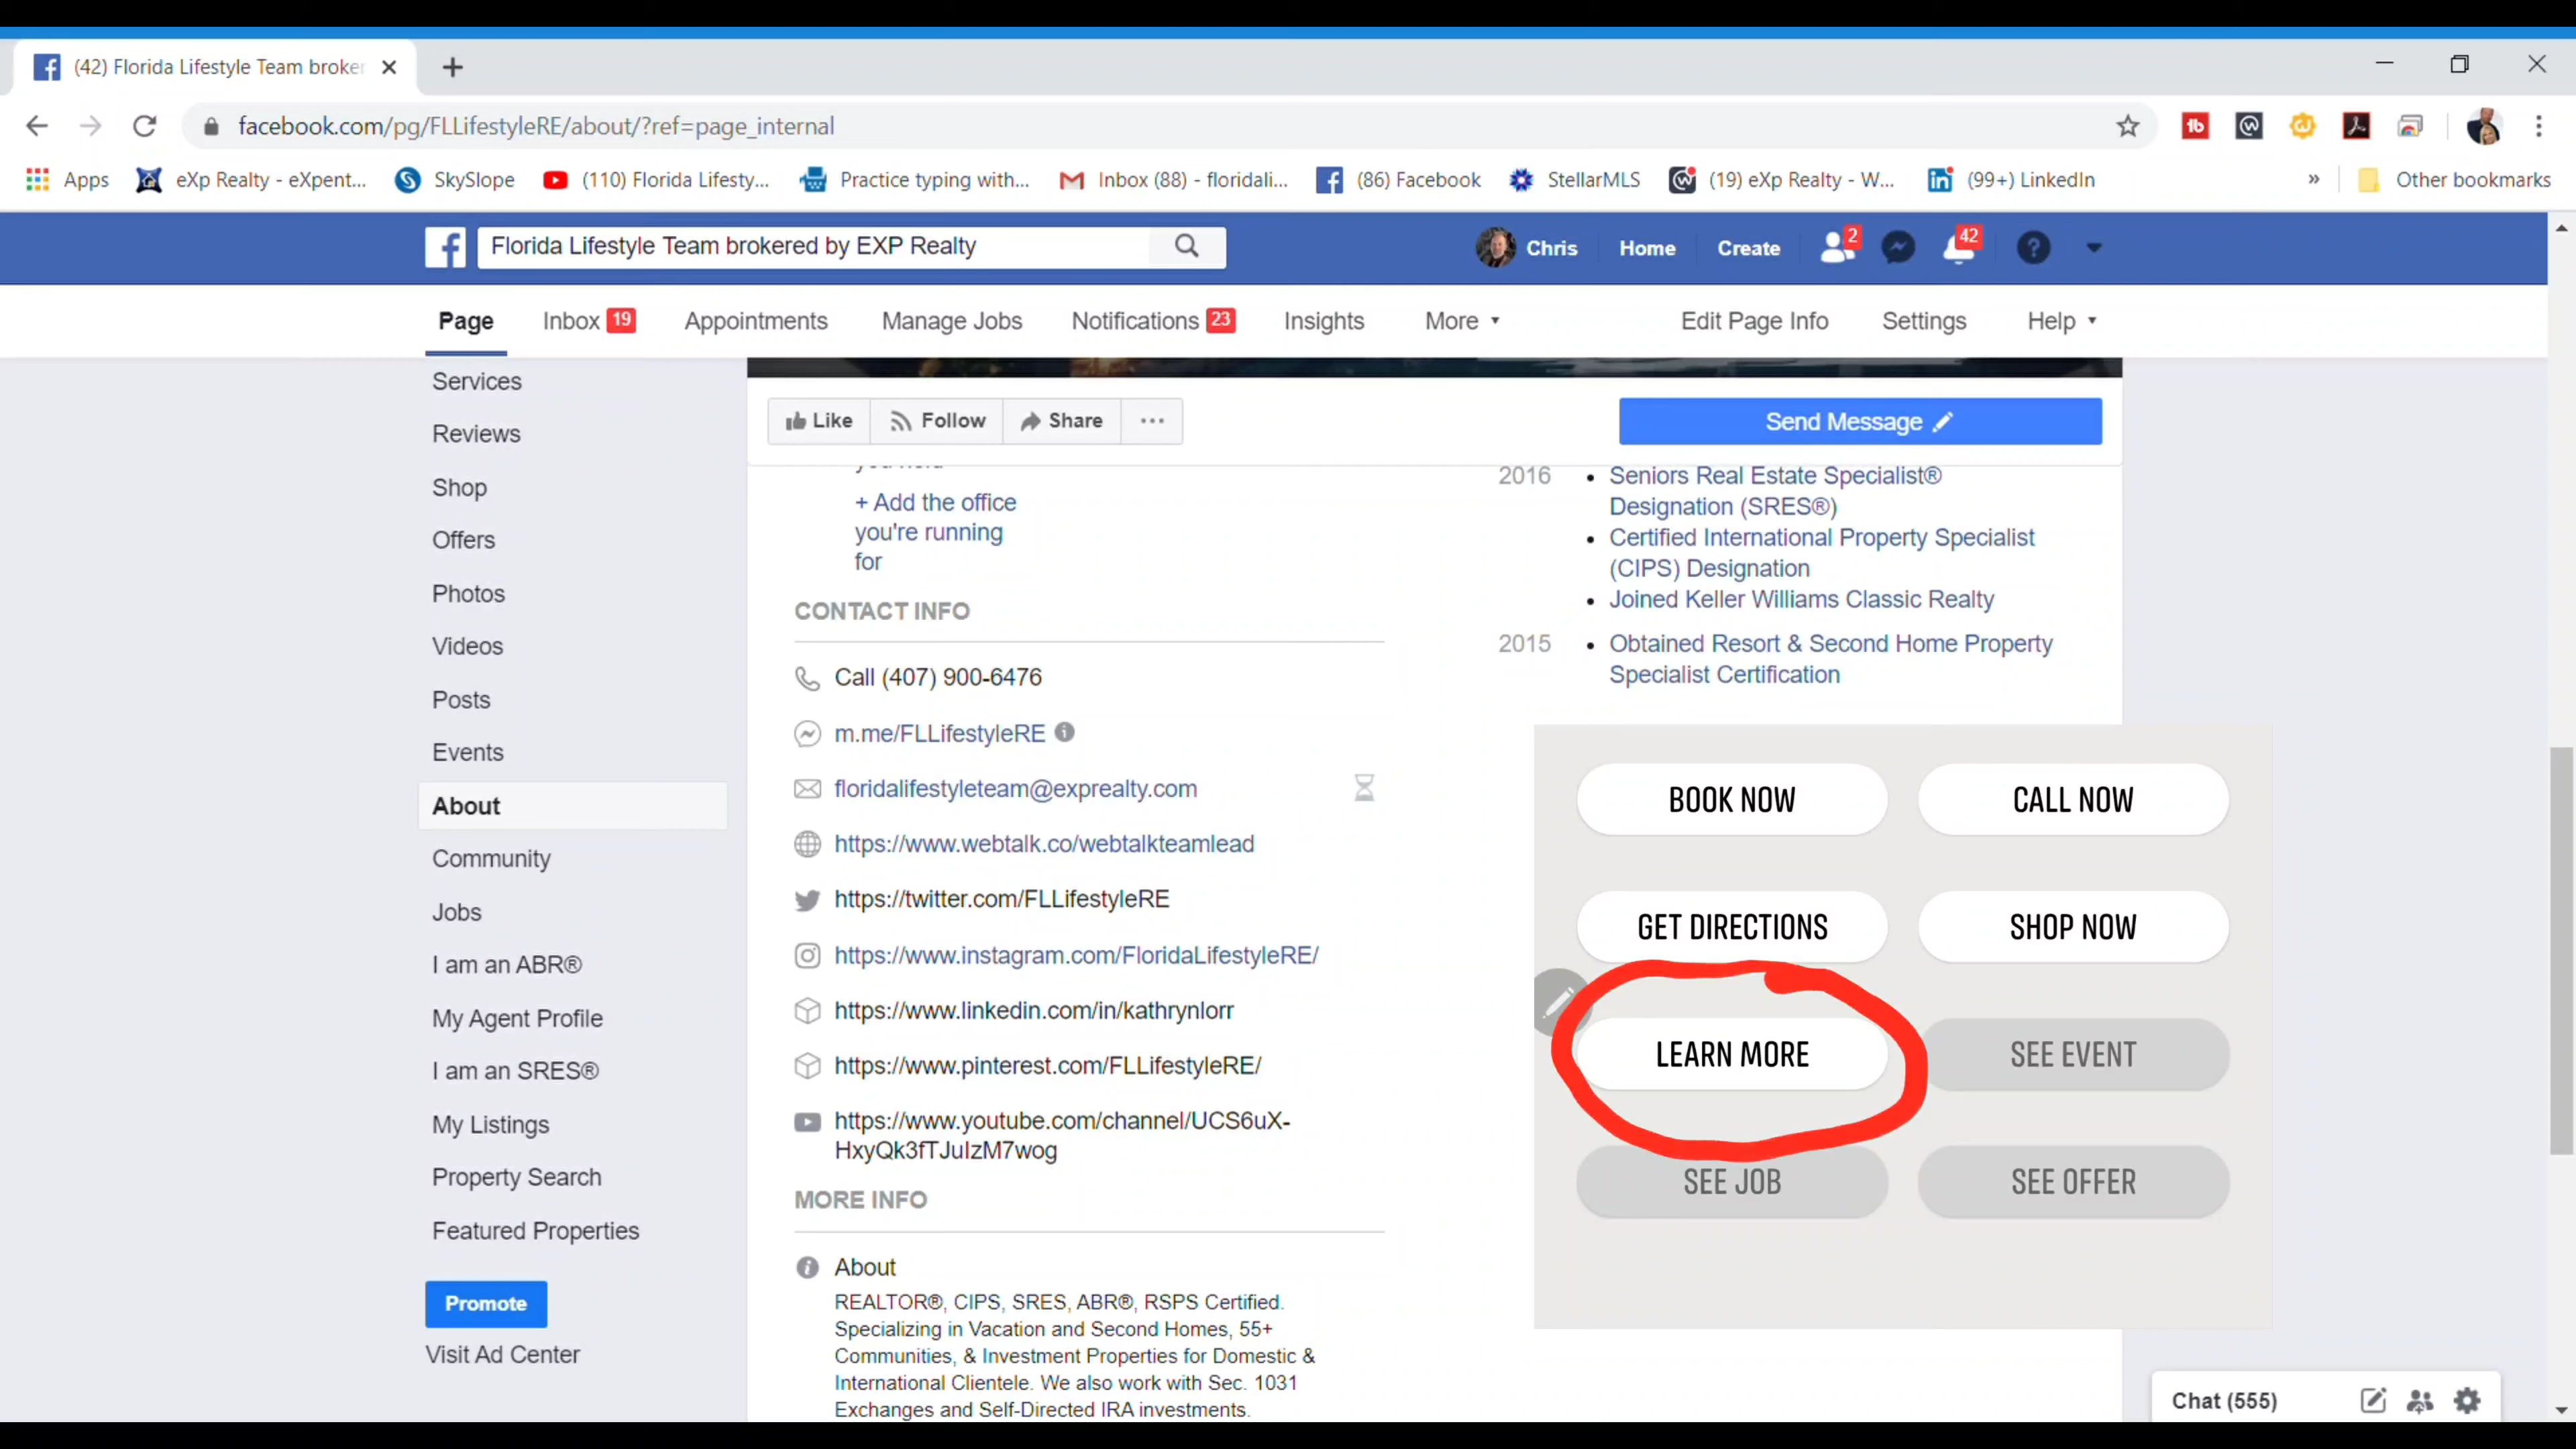 (42) Florida Lifestyle Team broker
facebook.com/pg/FLLifestyleRE/about/?ref=page_internal
Apps eXp Realty - eXpent... SkySlope (110) Florida Lifesty... Practice typing with... Inbox (88) - floridali... (86) Facebook StellarMLS (19) eXp Realty - W... (99+) LinkedIn » Other bookmarks
Florida Lifestyle Team brokered by EXP Realty
Chris Home Create 2 42
Page Inbox 19 Appointments Manage Jobs Notifications 23 Insights More Edit Page Info Settings Help
Services
Reviews
Shop
Offers
Photos
Videos
Posts
Events
About
Community
Jobs
I am an ABR®
My Agent Profile
I am an SRES®
My Listings
Property Search
Featured Properties
Promote
Visit Ad Center
Like Follow Share ...
Send Message
+ Add the office
you're running
for
CONTACT INFO
Call (407) 900-6476
m.me/FLLifestyleRE
floridalifestyleteam@exprealty.com
https://www.webtalk.co/webtalkteamlead
https://twitter.com/FLLifestyleRE
https://www.instagram.com/FloridaLifestyleRE/
https://www.linkedin.com/in/kathrynlorr
https://www.pinterest.com/FLLifestyleRE/
https://www.youtube.com/channel/UCS6uX-
HxyQk3fTJuIzM7wog
MORE INFO
About
REALTOR®, CIPS, SRES, ABR®, RSPS Certified.
Specializing in Vacation and Second Homes, 55+
Communities, & Investment Properties for Domestic &
International Clientele. We also work with Sec. 1031
Exchanges and Self-Directed IRA investments.
2016 • Seniors Real Estate Specialist®
Designation (SRES®)
• Certified International Property Specialist
(CIPS) Designation
• Joined Keller Williams Classic Realty
2015 • Obtained Resort & Second Home Property
Specialist Certification
BOOK NOW CALL NOW
GET DIRECTIONS SHOP NOW
LEARN MORE SEE EVENT
SEE JOB SEE OFFER
Chat (555)